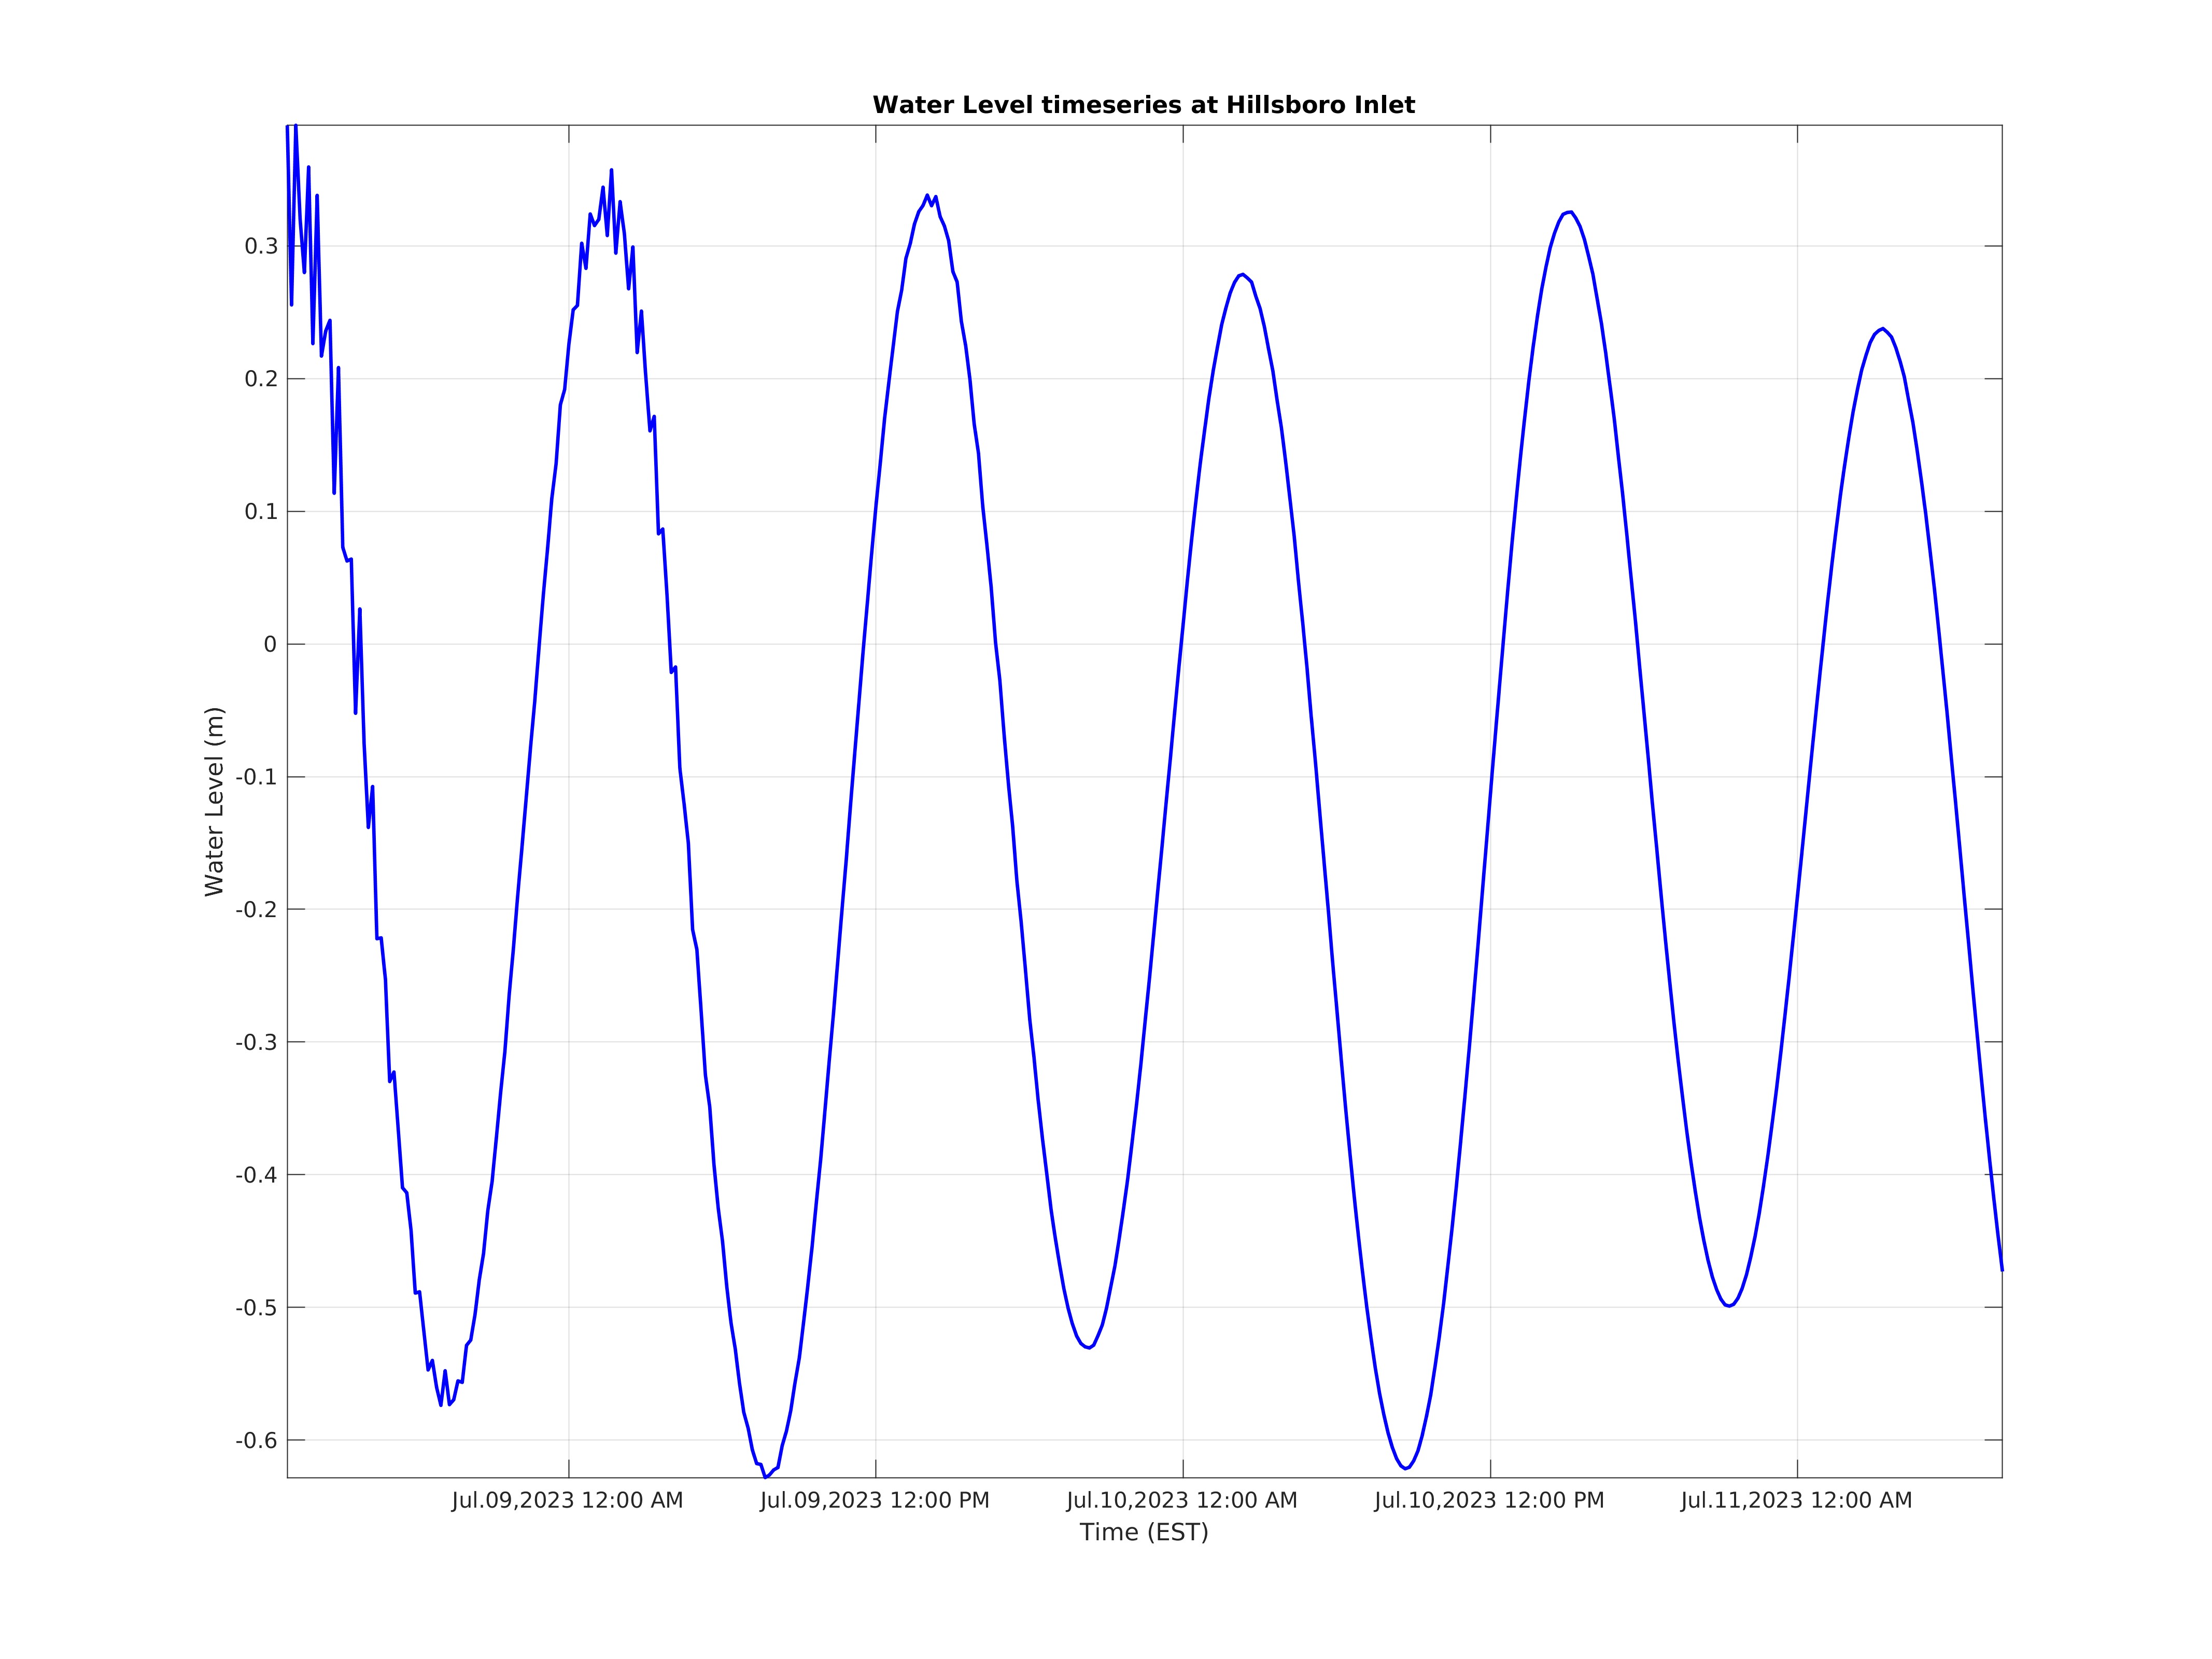 Water Level timeseries at Hillsboro Inlet
0.3
0.2
0.1
0
-0.1
-0.2
-0.3
-0.4
-0.5
-0.6
Water Level (m)
Jul.09,2023 12:00 AM
Jul.09,2023 12:00 PM
Jul.10,2023 12:00 AM
Jul.10,2023 12:00 PM
Jul.11,2023 12:00 AM
Time (EST)